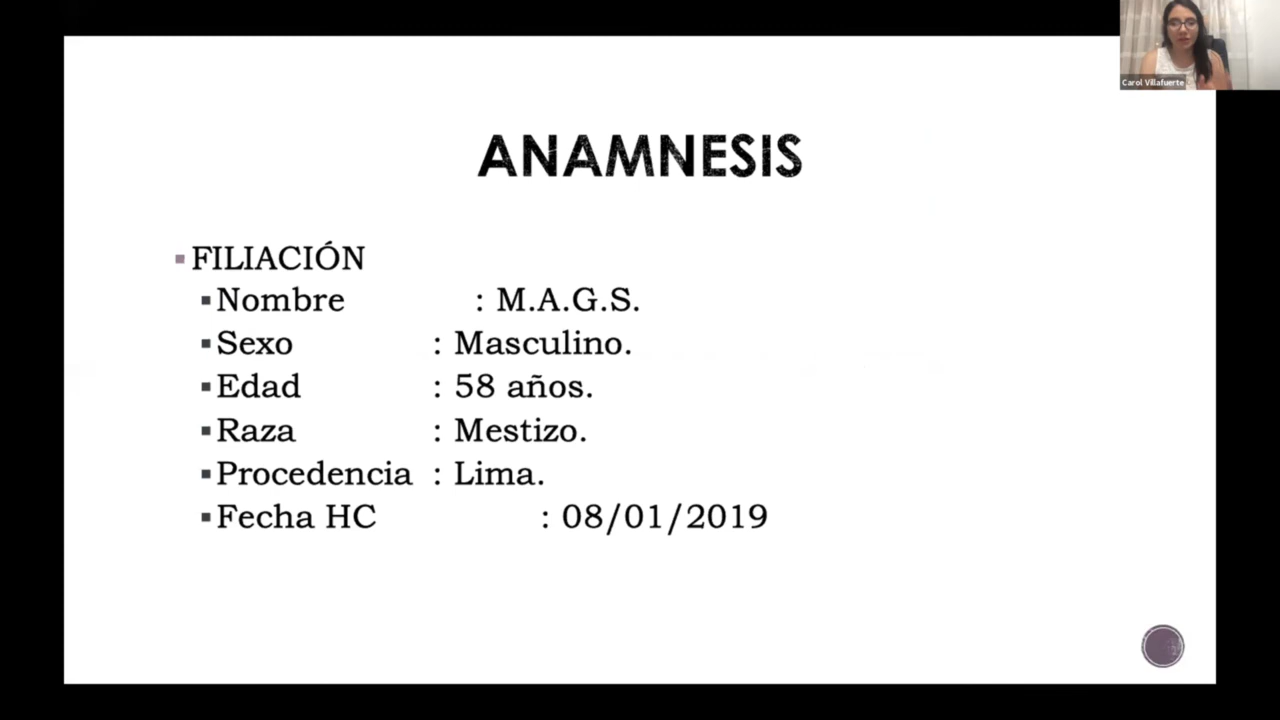 Carol Villafuerte
ANAMNESIS
FILIACIÓN
Nombre : M.A.G.S.
Sexo : Masculino.
Edad : 58 años.
Raza : Mestizo.
Procedencia : Lima.
Fecha HC : 08/01/2019